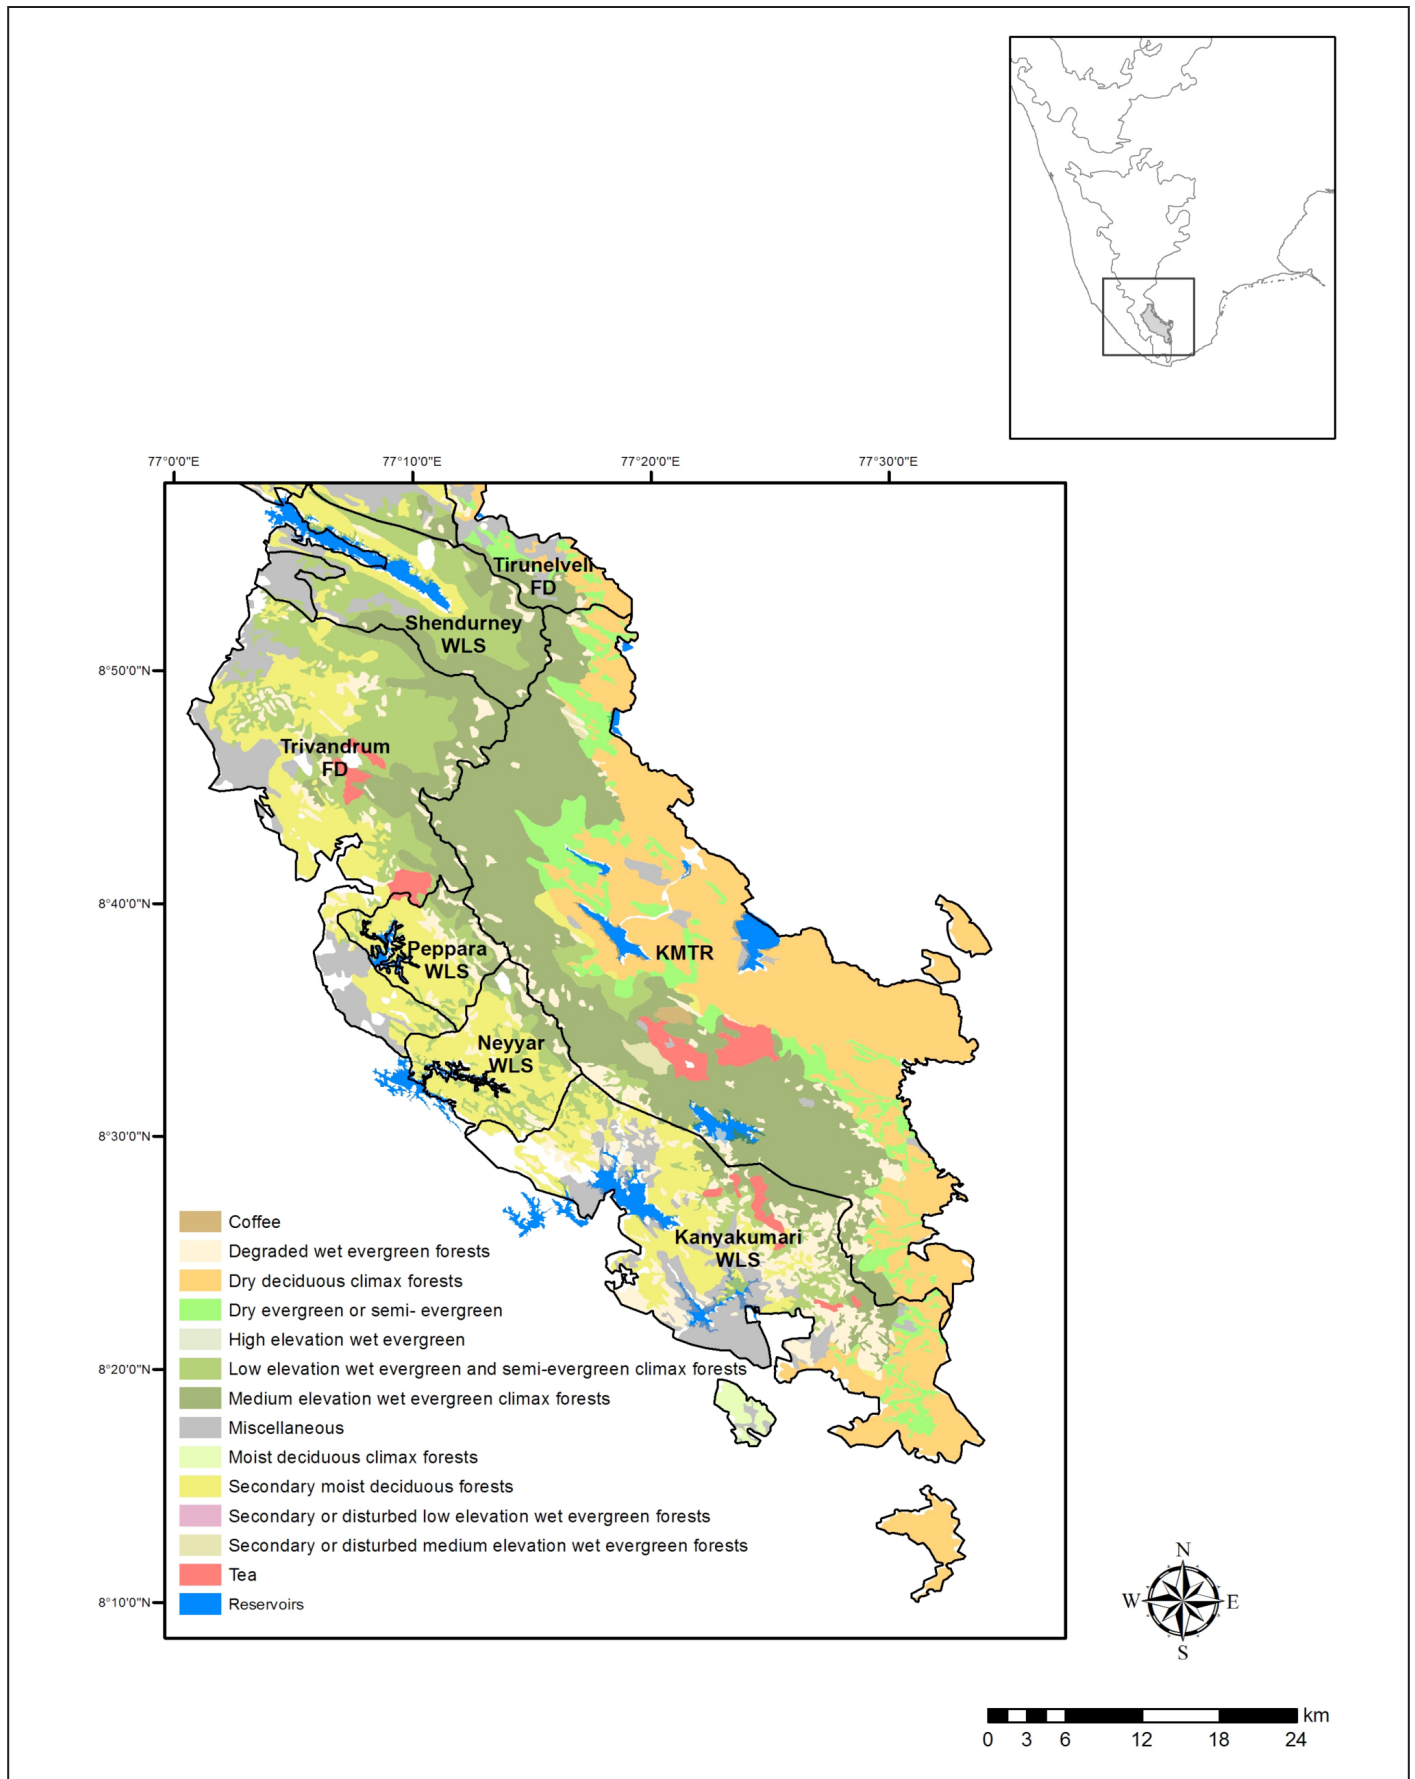 77°0'0"E
77°10'0"E
77°20'0"E
77°30'0"E
8°50'0"N
8°40'0"N
8°30'0"N
8°20'0"N
8°10'0"N
Tirunelveli
FD
Shendurney
WLS
Trivandrum
FD
Peppara
WLS
KMTR
Neyyar
WLS
Kanyakumari
WLS
Coffee
Degraded wet evergreen forests
Dry deciduous climax forests
Dry evergreen or semi- evergreen
High elevation wet evergreen
Low elevation wet evergreen and semi-evergreen climax forests
Medium elevation wet evergreen climax forests
Miscellaneous
Moist deciduous climax forests
Secondary moist deciduous forests
Secondary or disturbed low elevation wet evergreen forests
Secondary or disturbed medium elevation wet evergreen forests
Tea
Reservoirs
N
W E
S
km
0 3 6 12 18 24